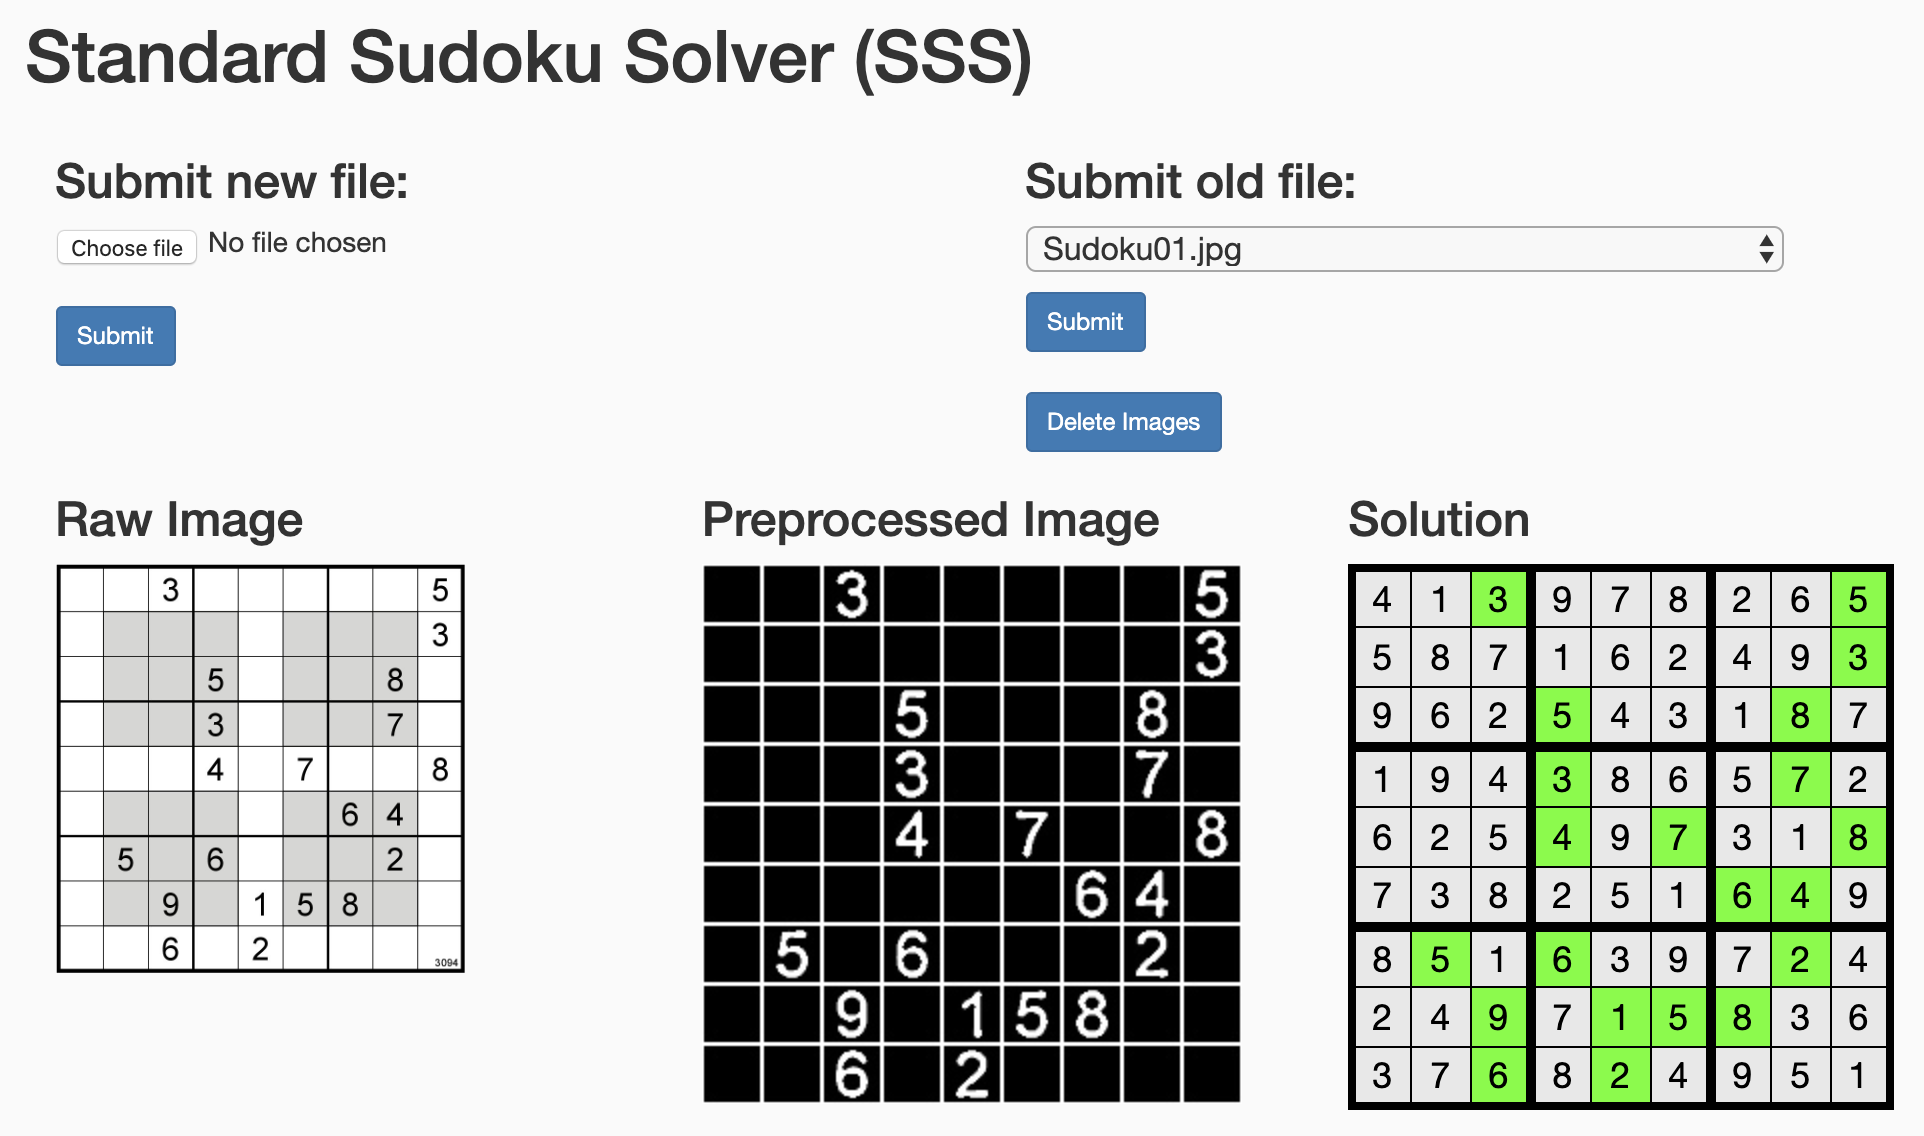 Standard Sudoku Solver (SSS)
Submit new file:
Choose file No file chosen
Submit
Submit old file:
Sudoku01.jpg
Submit
Delete Images
Raw Image
3 5
3
5 8
3 7
4 7 8
6 4
5 6 2
9 1 5 8
6 2 3094
Preprocessed Image
3 5
3
5 8
3 7
4 7 8
6 4
5 6 2
9 1 5 8
6 2
Solution
4 1 3 9 7 8 2 6 5
5 8 7 1 6 2 4 9 3
9 6 2 5 4 3 1 8 7
1 9 4 3 8 6 5 7 2
6 2 5 4 9 7 3 1 8
7 3 8 2 5 1 6 4 9
8 5 1 6 3 9 7 2 4
2 4 9 7 1 5 8 3 6
3 7 6 8 2 4 9 5 1